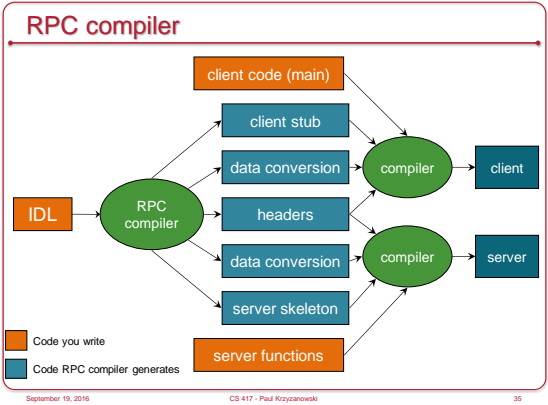 RPC compiler
client code (main)
client stub
data conversion
compiler
client
IDL
RPC
compiler
headers
data conversion
compiler
server
server skeleton
server functions
Code you write
Code RPC compiler generates
September 19, 2016
CS 417 - Paul Krzyzanowski
35